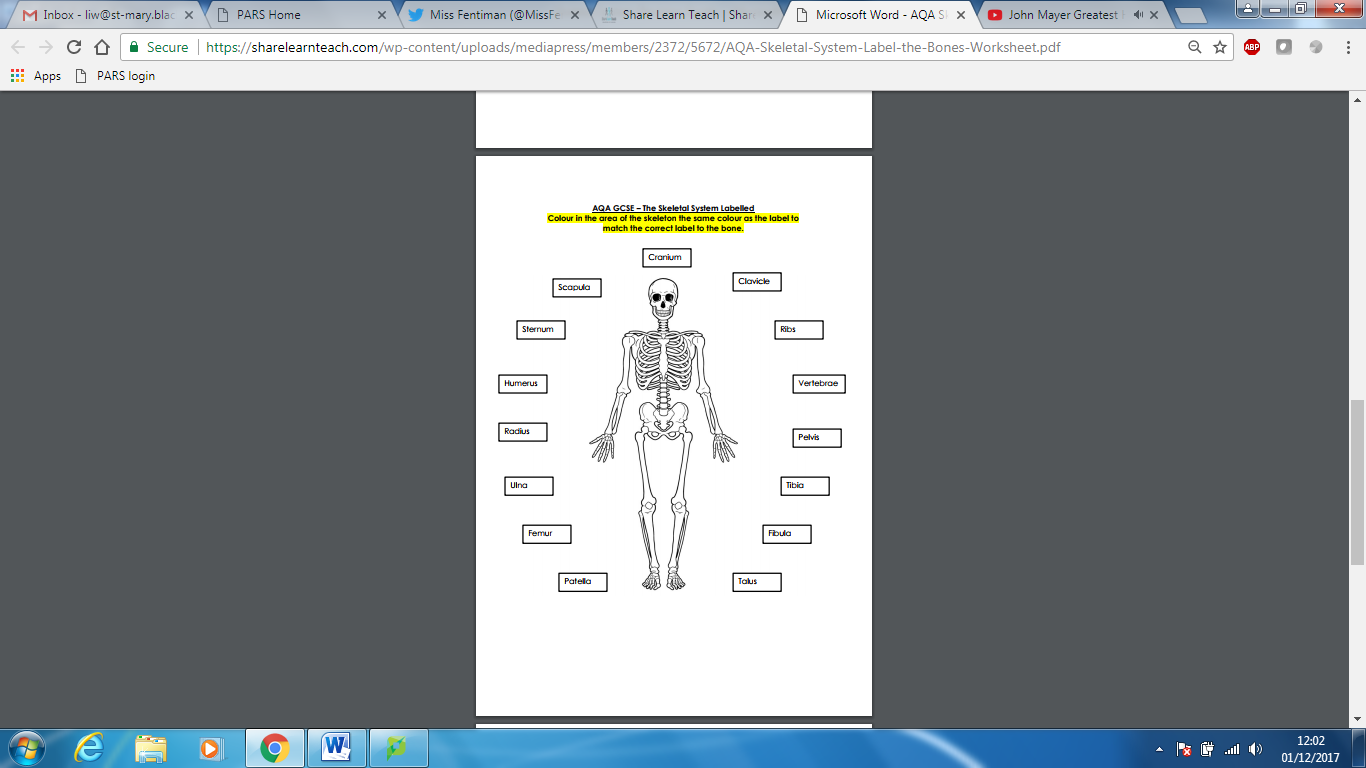 Inbox - liw@st-mary.blac
PARS Home
Miss Fentiman (@MissFe
Share Learn Teach | Shar
Microsoft Word - AQA S
John Mayer Greatest H
Secure
https://sharelearnteach.com/wp-content/uploads/mediapress/members/2372/5672/AQA-Skeletal-System-Label-the-Bones-Worksheet.pdf
ABP
Apps
PARS login
AQA GCSE – The Skeletal System Labelled
Colour in the area of the skeleton the same colour as the label to
match the correct label to the bone.
Cranium
Scapula
Clavicle
Sternum
Ribs
Humerus
Vertebrae
Radius
Pelvis
Ulna
Tibia
Femur
Fibula
Patella
Talus
12:02
01/12/2017